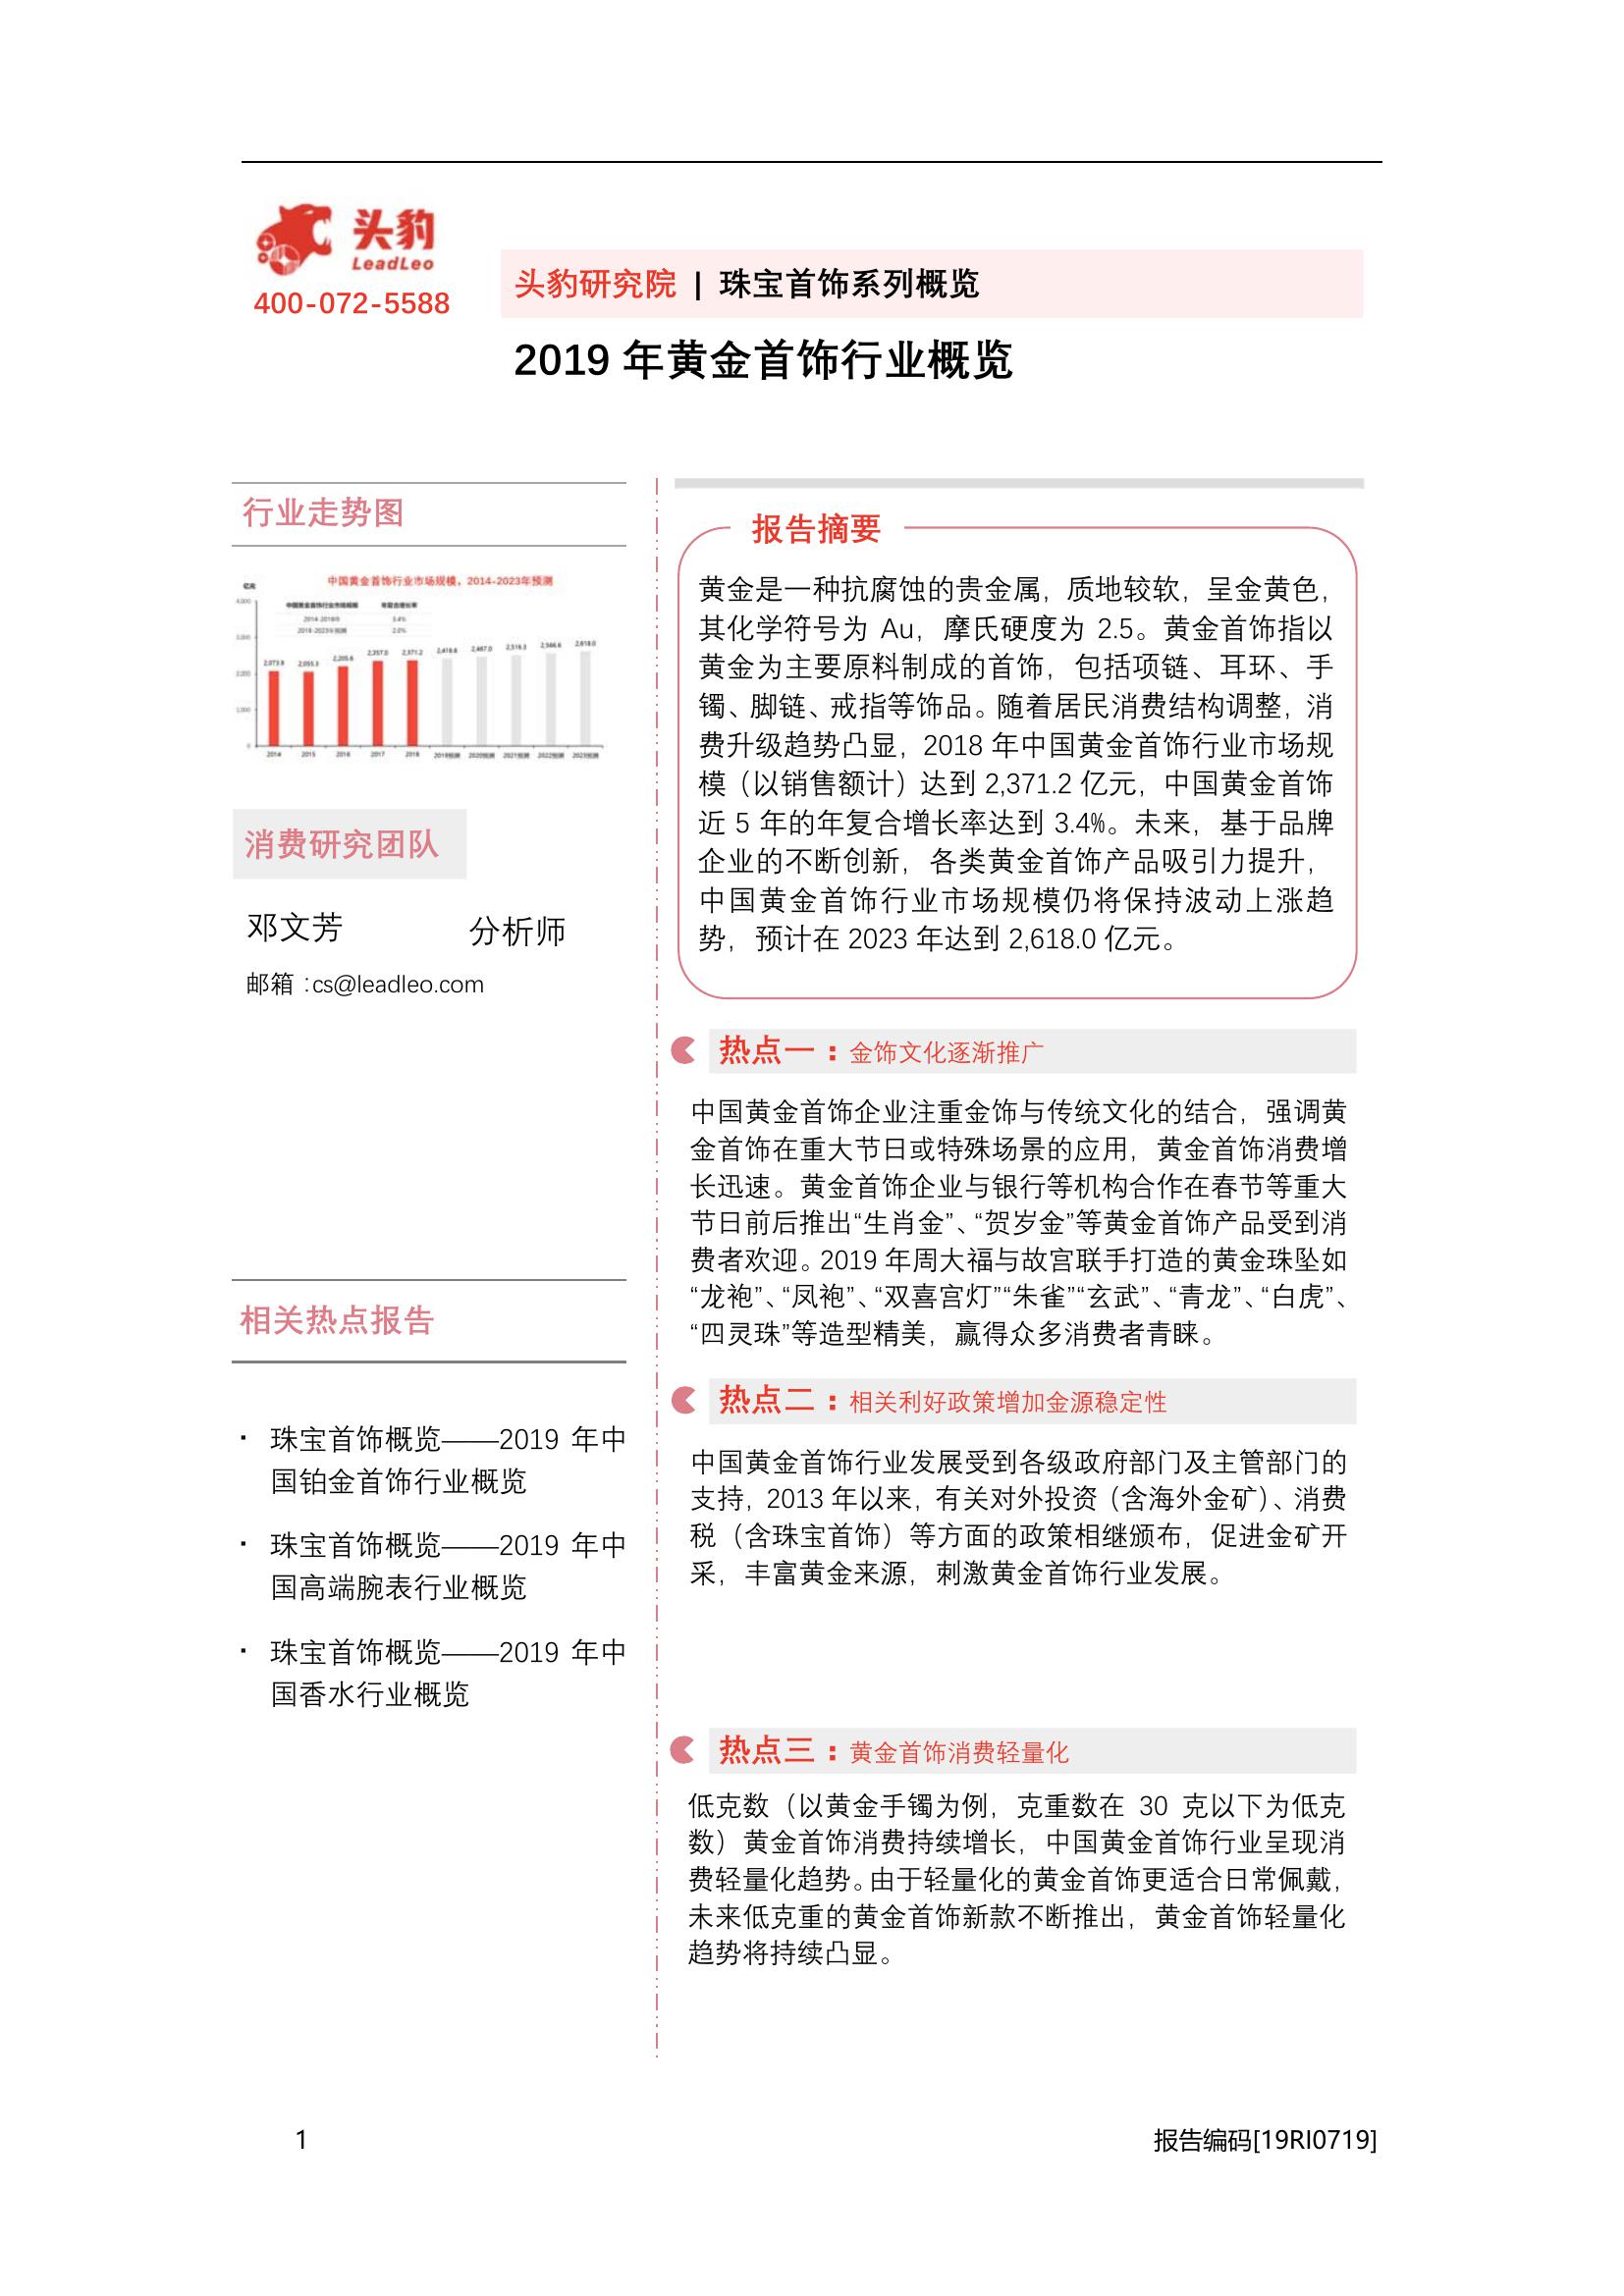 头豹
LeadLeo
400-072-5588
头豹研究院 | 珠宝首饰系列概览
2019 年黄金首饰行业概览
行业走势图
中国黄金首饰行业市场规模，2014-2023年预测
亿元
中国黄金首饰行业市场规模 年复合增长率
2014-2018年 3.4%
2018-2023年预测 2.0%
4,000
3,000
2,000
1,000
0
2,073.9 2,055.3 2,205.6 2,357.0 2,371.2 2,418.6 2,467.0 2,516.3 2,566.6 2,618.0
2014 2015 2016 2017 2018 2019预测 2020预测 2021预测 2022预测 2023预测
消费研究团队
邓文芳 分析师
邮箱：cs@leadleo.com
相关热点报告
· 珠宝首饰概览——2019 年中
国铂金首饰行业概览
· 珠宝首饰概览——2019 年中
国高端腕表行业概览
· 珠宝首饰概览——2019 年中
国香水行业概览
报告摘要
黄金是一种抗腐蚀的贵金属，质地较软，呈金黄色，
其化学符号为 Au，摩氏硬度为 2.5。黄金首饰指以
黄金为主要原料制成的首饰，包括项链、耳环、手
镯、脚链、戒指等饰品。随着居民消费结构调整，消
费升级趋势凸显，2018 年中国黄金首饰行业市场规
模（以销售额计）达到 2,371.2 亿元，中国黄金首饰
近 5 年的年复合增长率达到 3.4%。未来，基于品牌
企业的不断创新，各类黄金首饰产品吸引力提升，
中国黄金首饰行业市场规模仍将保持波动上涨趋
势，预计在 2023 年达到 2,618.0 亿元。
热点一：金饰文化逐渐推广
中国黄金首饰企业注重金饰与传统文化的结合，强调黄
金首饰在重大节日或特殊场景的应用，黄金首饰消费增
长迅速。黄金首饰企业与银行等机构合作在春节等重大
节日前后推出“生肖金”、“贺岁金”等黄金首饰产品受到消
费者欢迎。2019 年周大福与故宫联手打造的黄金珠坠如
“龙袍”、“凤袍”、“双喜宫灯”“朱雀”“玄武”、“青龙”、“白虎”、
“四灵珠”等造型精美，赢得众多消费者青睐。
热点二：相关利好政策增加金源稳定性
中国黄金首饰行业发展受到各级政府部门及主管部门的
支持，2013 年以来，有关对外投资（含海外金矿）、消费
税（含珠宝首饰）等方面的政策相继颁布，促进金矿开
采，丰富黄金来源，刺激黄金首饰行业发展。
热点三：黄金首饰消费轻量化
低克数（以黄金手镯为例，克重数在 30 克以下为低克
数）黄金首饰消费持续增长，中国黄金首饰行业呈现消
费轻量化趋势。由于轻量化的黄金首饰更适合日常佩戴，
未来低克重的黄金首饰新款不断推出，黄金首饰轻量化
趋势将持续凸显。
1
报告编码[19RI0719]